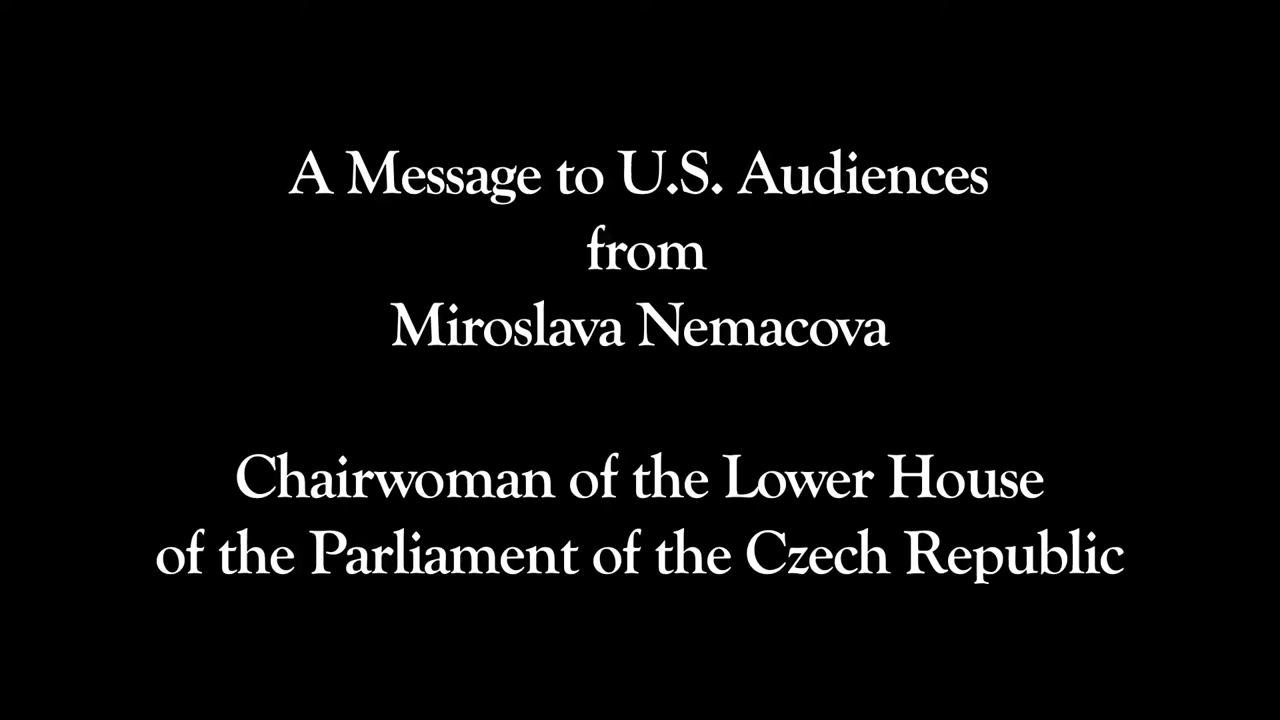 A Message to U.S. Audiences
from
Miroslava Nemacova
Chairwoman of the Lower House
of the Parliament of the Czech Republic